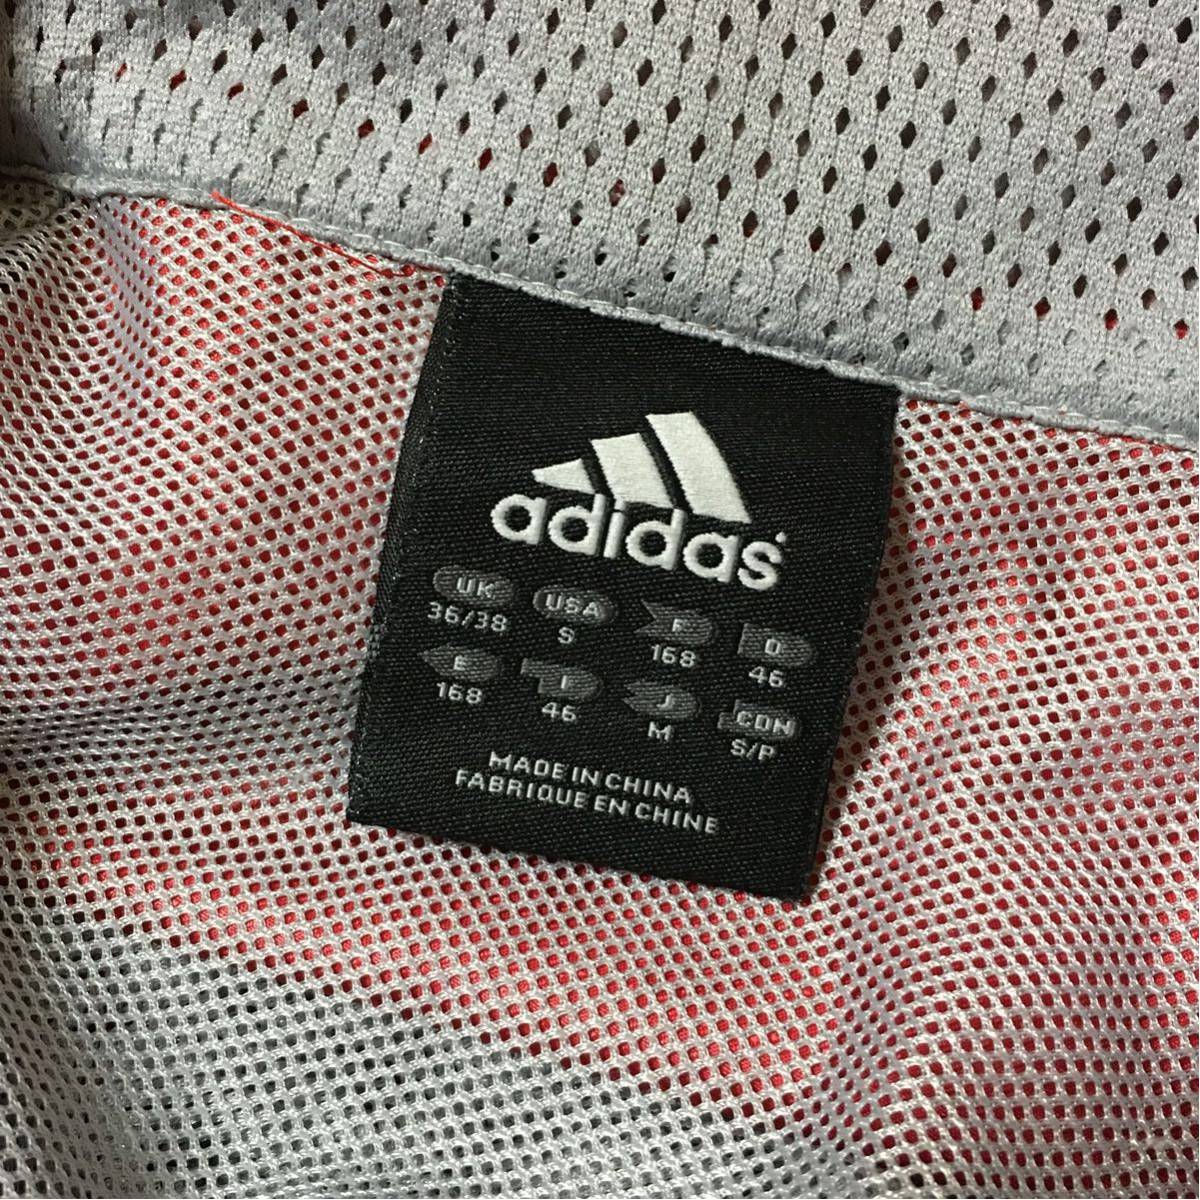 adidas
UK USA F D
36/38 S 168 46
E I J CDN
168 46 M S/P
MADE IN CHINA
FABRIQUE EN CHINE